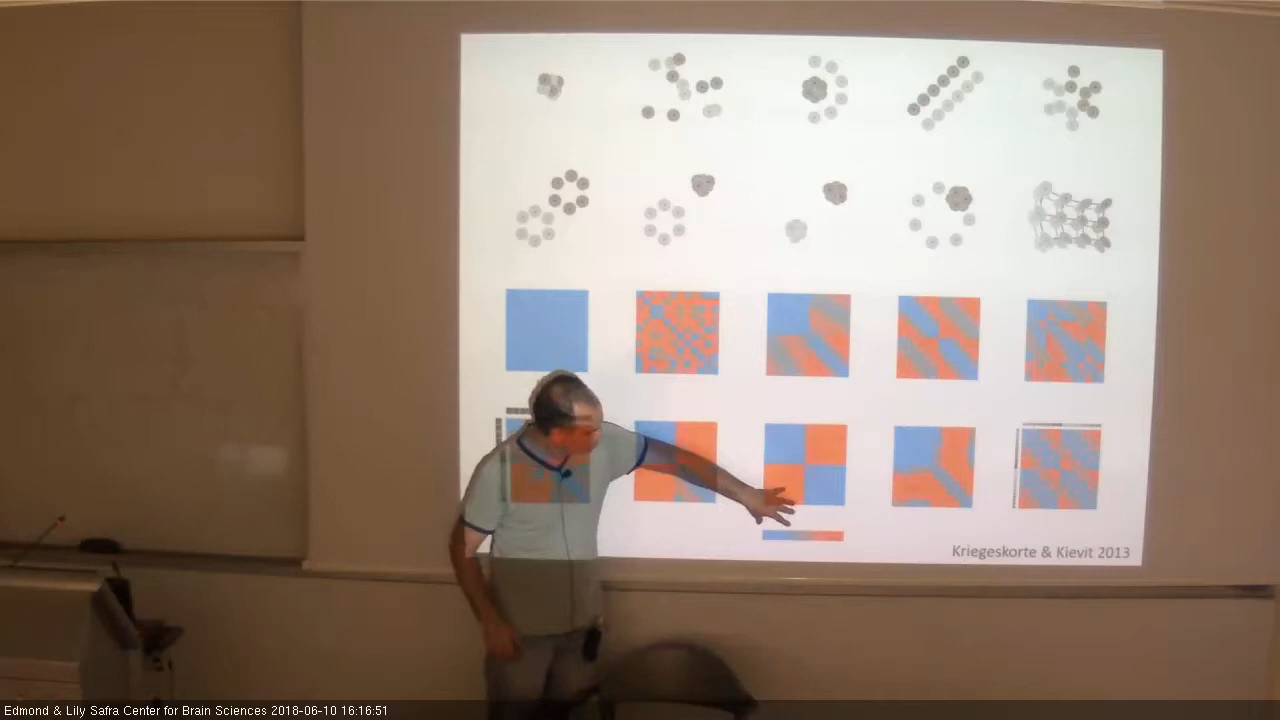 Kriegeskorte & Kievit 2013
Edmond & Lily Safra Center for Brain Sciences 2018-06-10 16:16:51